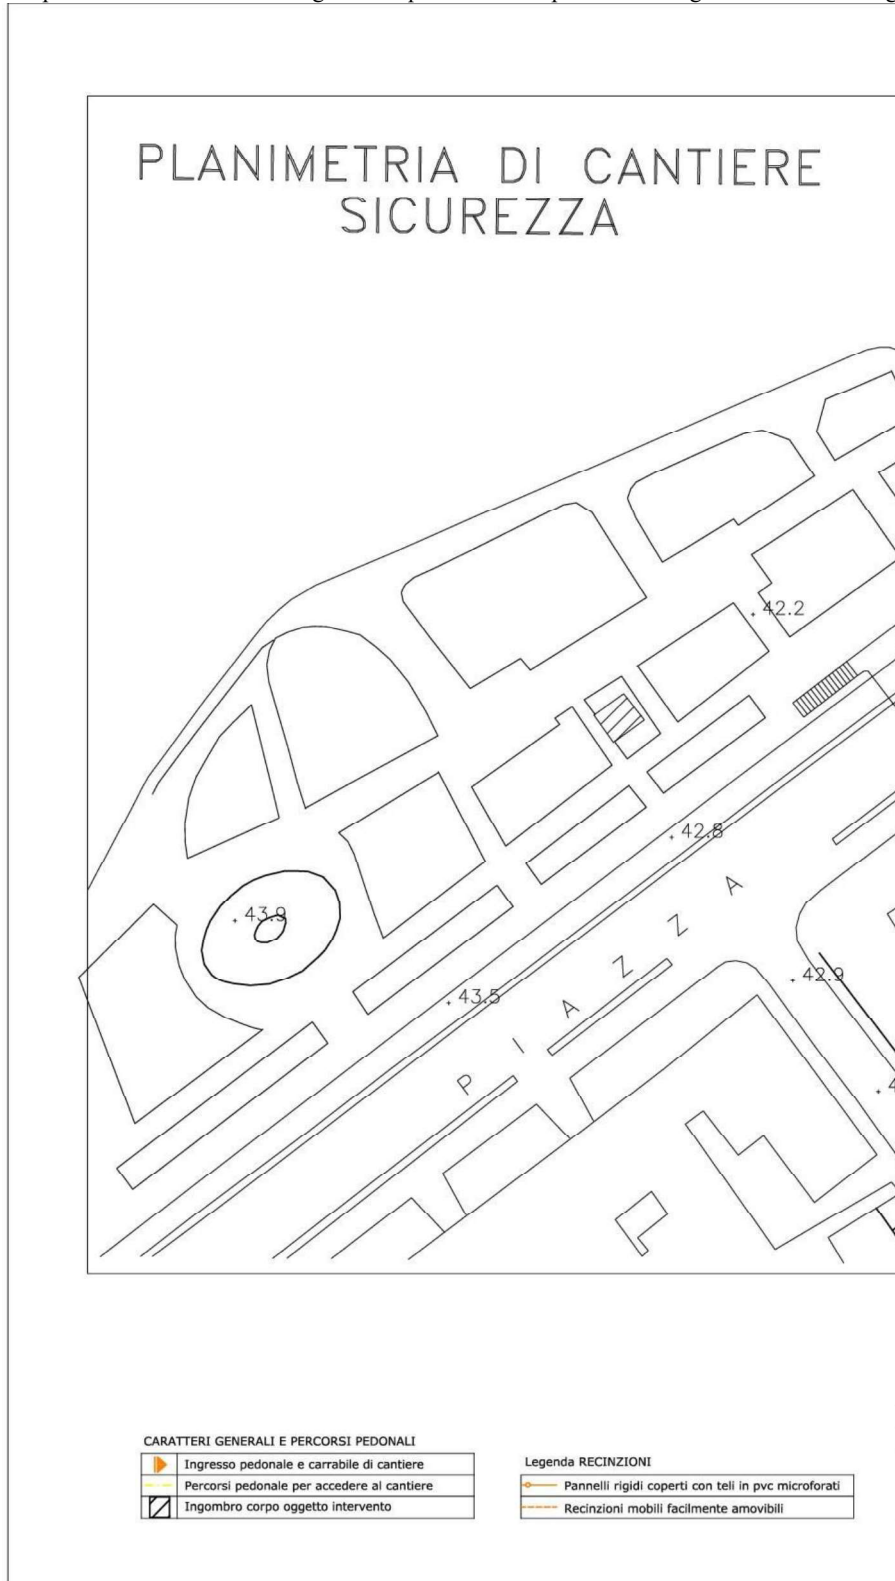 PLANIMETRIA DI CANTIERE
SICUREZZA
42.2
42.8
43.9
42.9
43.5
PIAZZA
CARATTERI GENERALI E PERCORSI PEDONALI
Ingresso pedonale e carrabile di cantiere
Percorsi pedonale per accedere al cantiere
Ingombro corpo oggetto intervento
Legenda RECINZIONI
Pannelli rigidi coperti con teli in pvc microforati
Recinzioni mobili facilmente amovibili